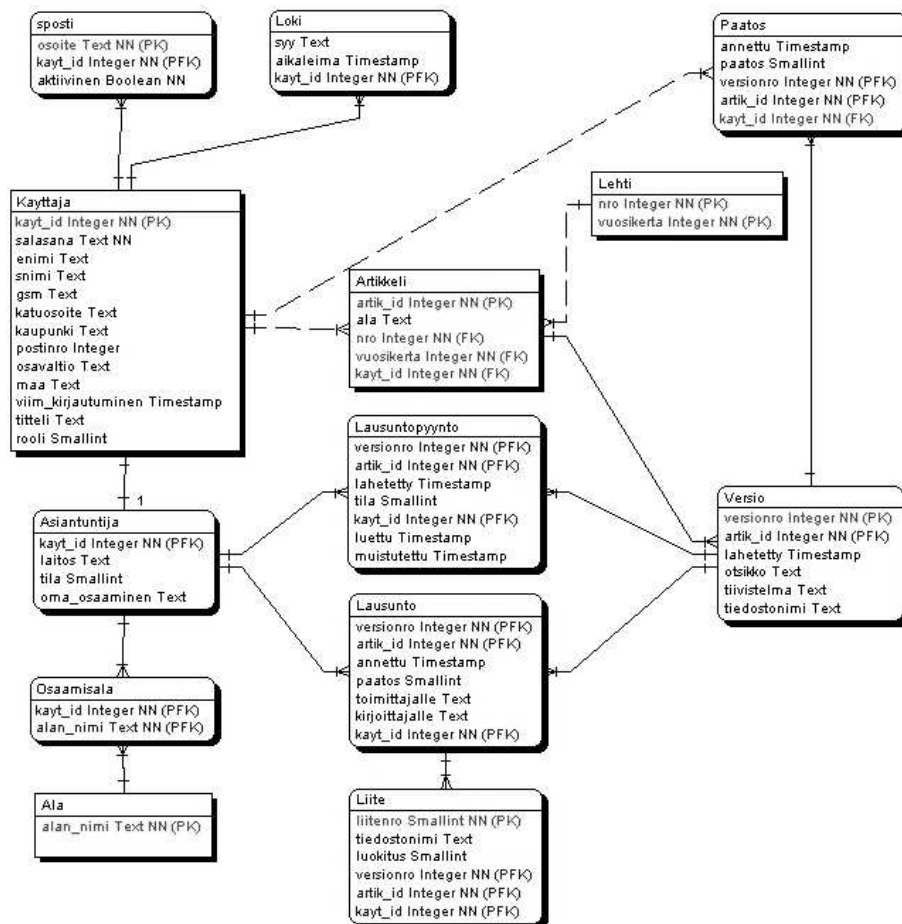 sposti
osoite Text NN (PK)
kayt_id Integer NN (PFK)
aktiivinen Boolean NN
Loki
syy Text
aikaleima Timestamp
kayt_id Integer NN (PFK)
Paatos
annettu Timestamp
paatos Smallint
versionro Integer NN (PFK)
artik_id Integer NN (PFK)
kayt_id Integer NN (FK)
Lehti
nro Integer NN (PK)
vuosikerta Integer NN (PK)
Kayttaja
kayt_id Integer NN (PK)
salasana Text NN
enimi Text
snimi Text
gsm Text
katuosoite Text
kaupunki Text
postinro Integer
osavaltio Text
maa Text
viim_kirjautuminen Timestamp
titteli Text
rooli Smallint
Artikkeli
artik_id Integer NN (PK)
ala Text
nro Integer NN (FK)
vuosikerta Integer NN (FK)
kayt_id Integer NN (FK)
Lausuntopyynto
versionro Integer NN (PFK)
artik_id Integer NN (PFK)
lahetetty Timestamp
tila Smallint
kayt_id Integer NN (PFK)
luettu Timestamp
muistutettu Timestamp
1
Asiantuntija
kayt_id Integer NN (PFK)
laitos Text
tila Smallint
oma_osaaminen Text
Versio
versionro Integer NN (PK)
artik_id Integer NN (PFK)
lahetetty Timestamp
otsikko Text
tiivistelma Text
tiedostonimi Text
Lausunto
versionro Integer NN (PFK)
artik_id Integer NN (PFK)
annettu Timestamp
paatos Smallint
toimittajalle Text
kirjoittajalle Text
kayt_id Integer NN (PFK)
Osaamisala
kayt_id Integer NN (PFK)
alan_nimi Text NN (PFK)
Ala
alan_nimi Text NN (PK)
Liite
liitenro Smallint NN (PK)
tiedostonimi Text
luokitus Smallint
versionro Integer NN (PFK)
artik_id Integer NN (PFK)
kayt_id Integer NN (PFK)